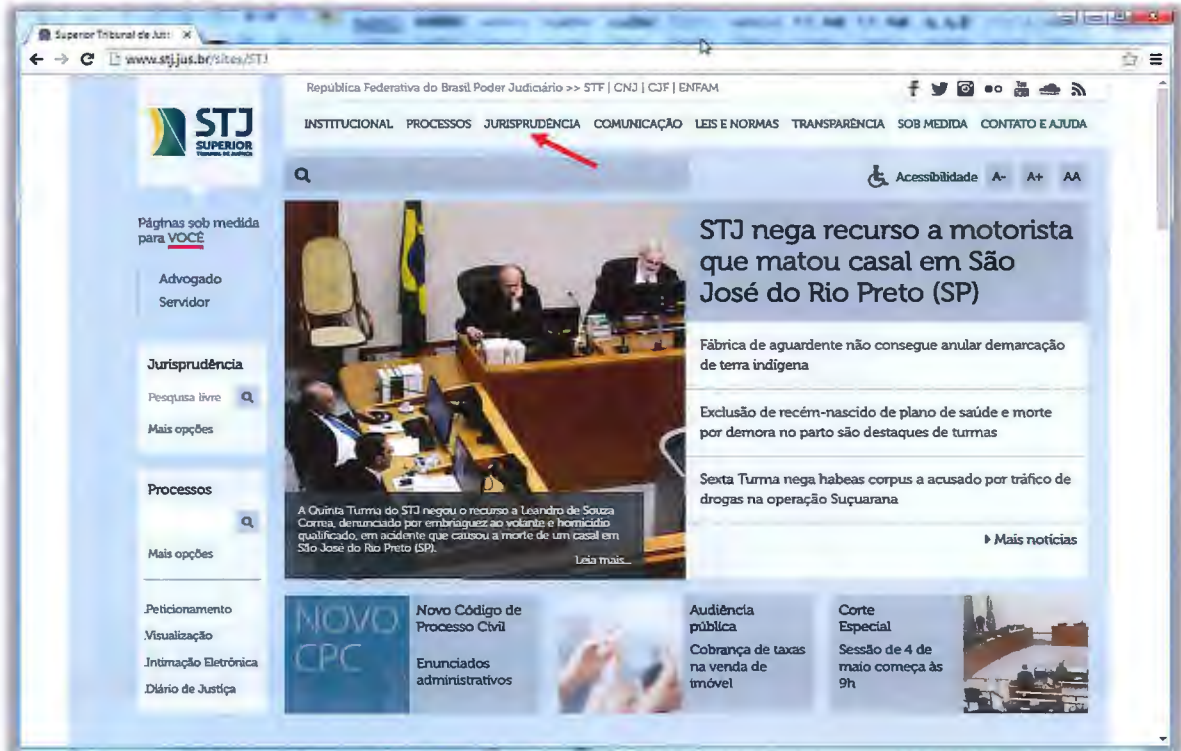 Superior Tribunal de Just
www.stj.jus.br/sites/STJ
República Federativa do Brasil Poder Judiciário >> STF | CNJ | CJF | ENFAM
STJ
SUPERIOR
TRIBUNAL DE JUSTIÇA
INSTITUCIONAL PROCESSOS JURISPRUDÊNCIA COMUNICAÇÃO LEIS E NORMAS TRANSPARÊNCIA SOB MEDIDA CONTATO E AJUDA
Acessibilidade A- A+ AA
Páginas sob medida
para VOCÊ
Advogado
Servidor
Jurisprudência
Pesquisa livre
Mais opções
Processos
Mais opções
Peticionamento
Visualização
Intimação Eletrônica
Diário de Justiça
A Quinta Turma do STJ negou o recurso a Leandro de Souza
Correa, denunciado por embriaguez ao volante e homicídio
qualificado, em acidente que causou a morte de um casal em
São José do Rio Preto (SP).
Leia mais...
STJ nega recurso a motorista
que matou casal em São
José do Rio Preto (SP)
Fábrica de aguardente não consegue anular demarcação
de terra indígena
Exclusão de recém-nascido de plano de saúde e morte
por demora no parto são destaques de turmas
Sexta Turma nega habeas corpus a acusado por tráfico de
drogas na operação Suçuarana
Mais notícias
NOVO
CPC
Novo Código de
Processo Civil
Enunciados
administrativos
Audiência
pública
Cobrança de taxas
na venda de
imóvel
Corte
Especial
Sessão de 4 de
maio começa às
9h